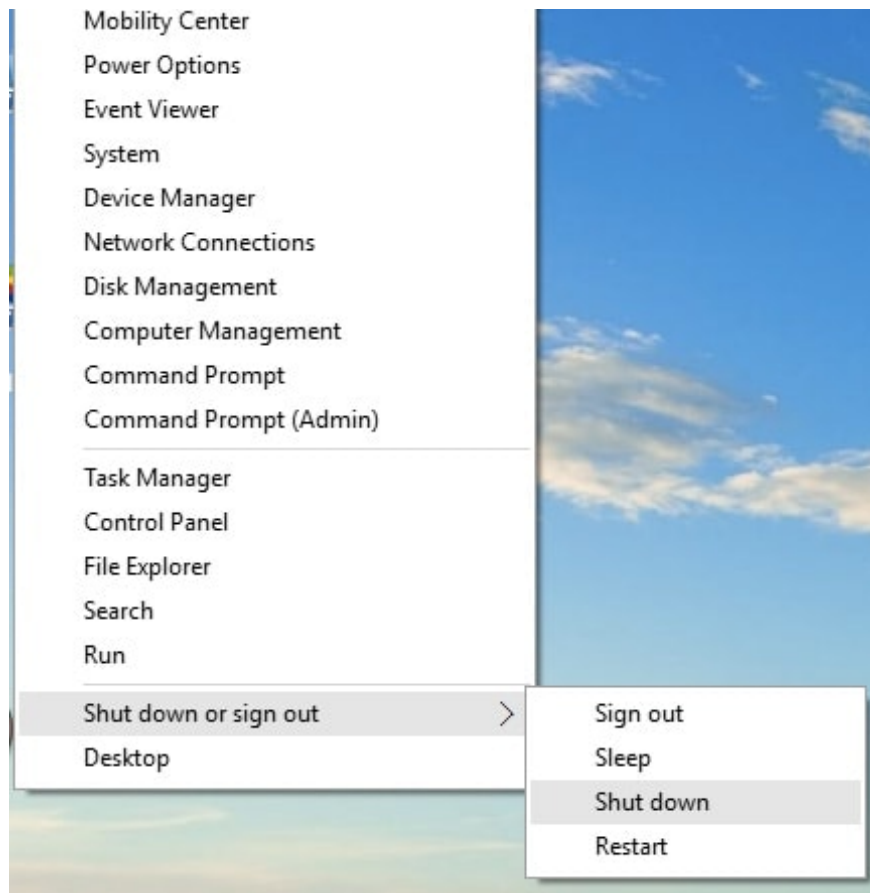 Mobility Center
Power Options
Event Viewer
System
Device Manager
Network Connections
Disk Management
Computer Management
Command Prompt
Command Prompt (Admin)
Task Manager
Control Panel
File Explorer
Search
Run
Shut down or sign out
Desktop
Sign out
Sleep
Shut down
Restart